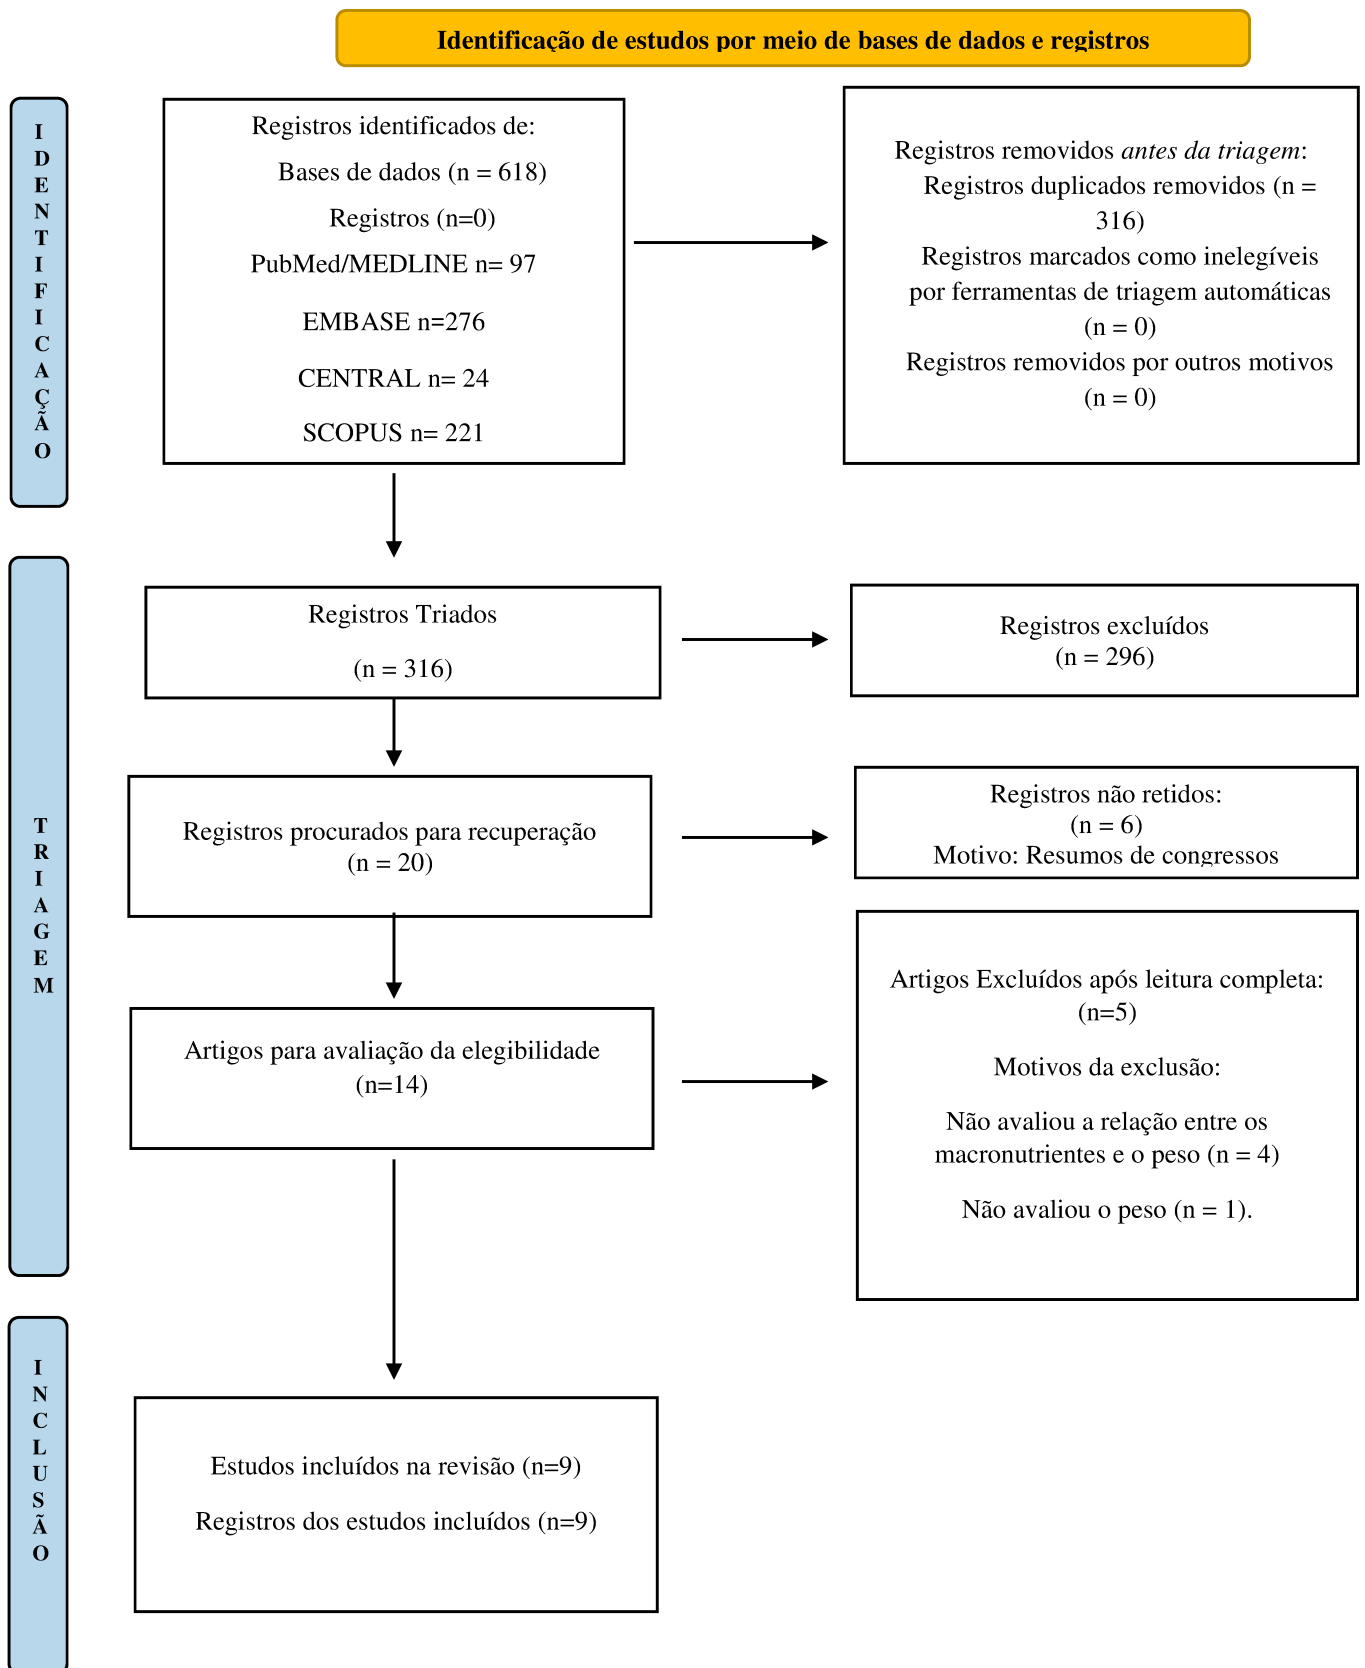 Identificação de estudos por meio de bases de dados e registros
IDENTIFICAÇÃO
Registros identificados de:
Bases de dados (n = 618)
Registros (n=0)
PubMed/MEDLINE n= 97
EMBASE n=276
CENTRAL n= 24
SCOPUS n= 221
Registros removidos antes da triagem:
Registros duplicados removidos (n =
316)
Registros marcados como inelegíveis
por ferramentas de triagem automáticas
(n = 0)
Registros removidos por outros motivos
(n = 0)
TRIAGEM
Registros Triados
(n = 316)
Registros excluídos
(n = 296)
Registros procurados para recuperação
(n = 20)
Registros não retidos:
(n = 6)
Motivo: Resumos de congressos
Artigos para avaliação da elegibilidade
(n=14)
Artigos Excluídos após leitura completa:
(n=5)
Motivos da exclusão:
Não avaliou a relação entre os
macronutrientes e o peso (n = 4)
Não avaliou o peso (n = 1).
INCLUSÃO
Estudos incluídos na revisão (n=9)
Registros dos estudos incluídos (n=9)